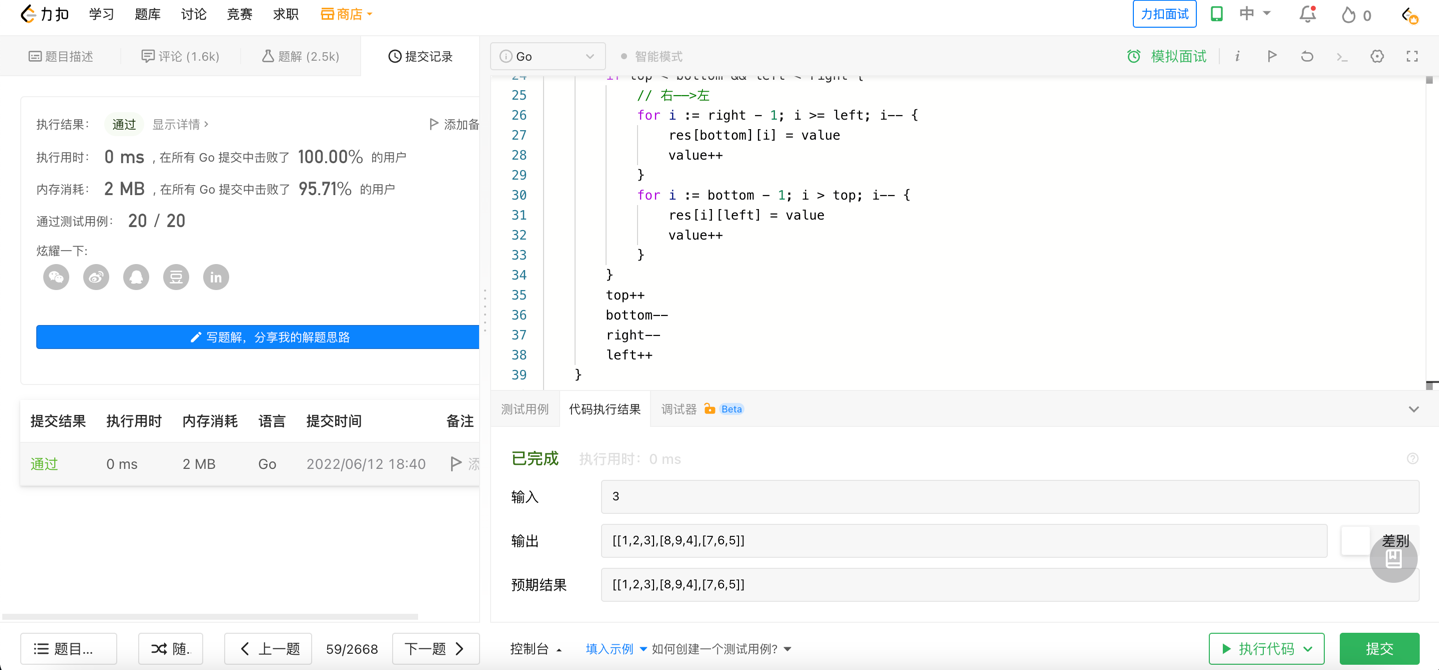 力扣 学习 题库 讨论 竞赛 求职 商店 力扣面试 中 0
题目描述 评论 (1.6k) 题解 (2.5k) 提交记录
Go 智能模式 模拟面试
执行结果： 通过 显示详情 › 添加备
执行用时： 0 ms , 在所有 Go 提交中击败了 100.00% 的用户
内存消耗： 2 MB , 在所有 Go 提交中击败了 95.71% 的用户
通过测试用例： 20 / 20
炫耀一下:
豆 in
写题解，分享我的解题思路
提交结果 执行用时 内存消耗 语言 提交时间 备注
通过 0 ms 2 MB Go 2022/06/12 18:40 添
24 if top < bottom && left < right {
25 // 右——>左
26 for i := right - 1; i >= left; i-- {
27 res[bottom][i] = value
28 value++
29 }
30 for i := bottom - 1; i > top; i-- {
31 res[i][left] = value
32 value++
33 }
34 }
35 top++
36 bottom--
37 right--
38 left++
39 }
测试用例 代码执行结果 调试器 Beta
已完成 执行用时：0 ms
输入 3
输出 [[1,2,3],[8,9,4],[7,6,5]] 差别
预期结果 [[1,2,3],[8,9,4],[7,6,5]]
题目... 随. 上一题 59/2668 下一题 控制台 填入示例 如何创建一个测试用例? 执行代码 提交